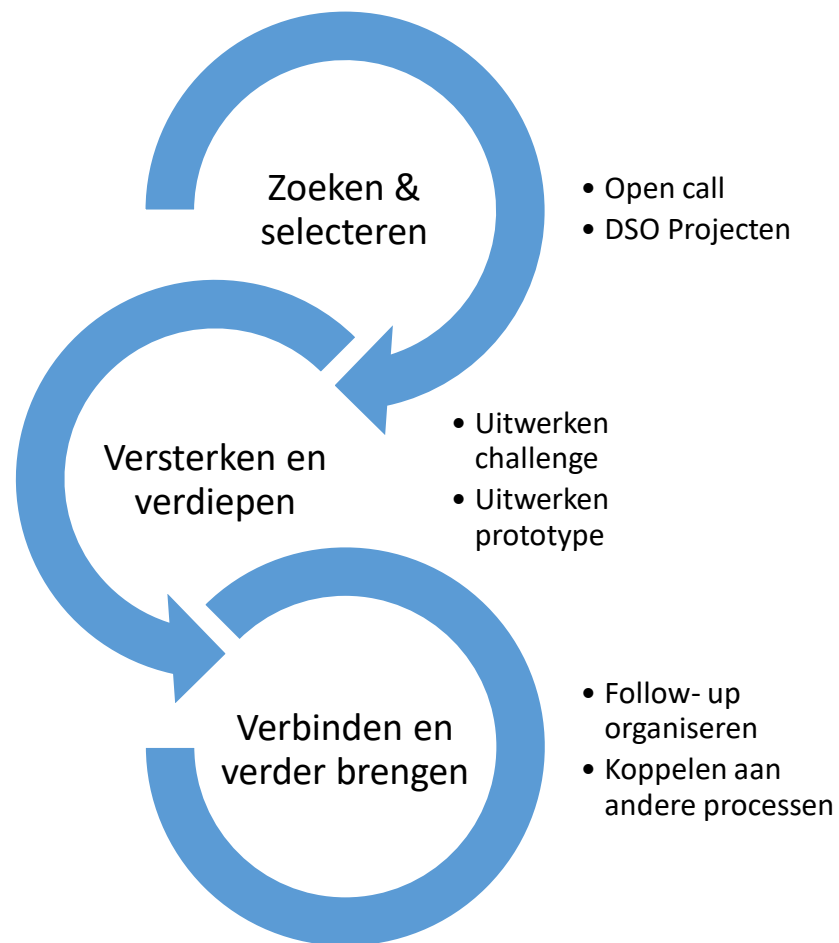 Zoeken &
selecteren
• Open call
• DSO Projecten
Versterken en
verdiepen
• Uitwerken
challenge
• Uitwerken
prototype
Verbinden en
verder brengen
• Follow- up
organiseren
• Koppelen aan
andere processen